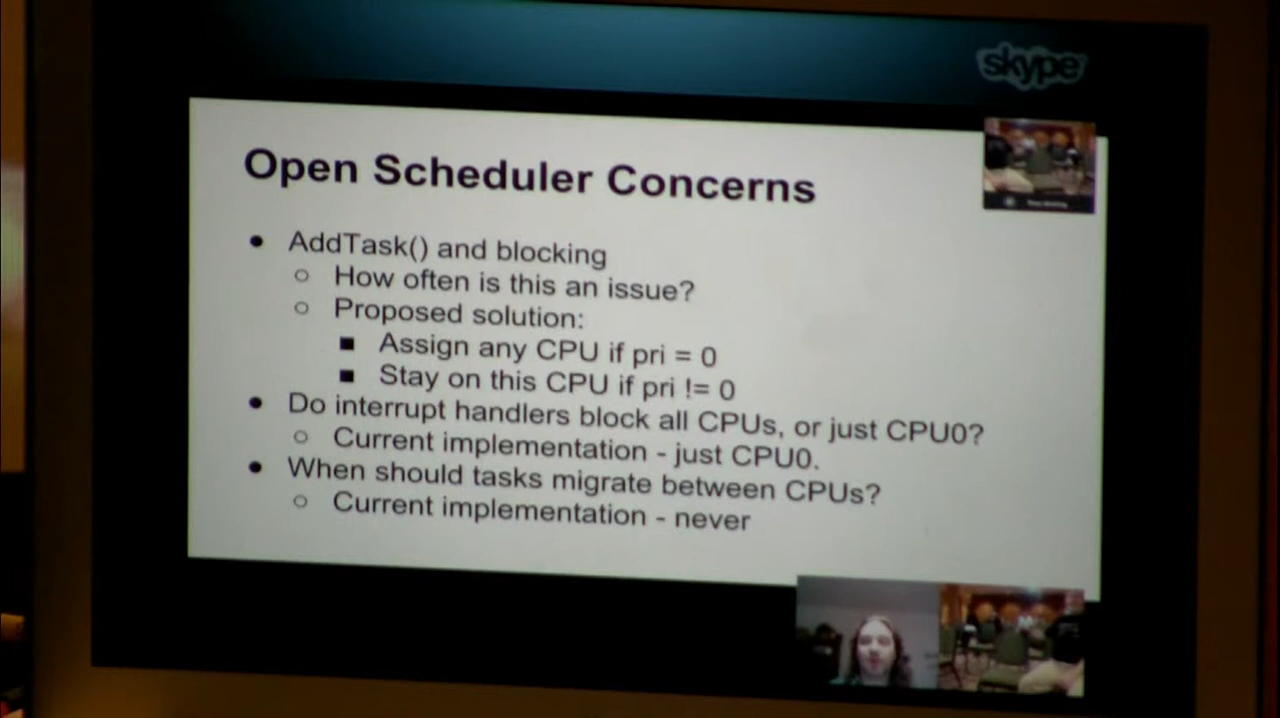 skype
Open Scheduler Concerns
● AddTask() and blocking
○ How often is this an issue?
○ Proposed solution:
■ Assign any CPU if pri = 0
■ Stay on this CPU if pri != 0
● Do interrupt handlers block all CPUs, or just CPU0?
○ Current implementation - just CPU0.
● When should tasks migrate between CPUs?
○ Current implementation - never